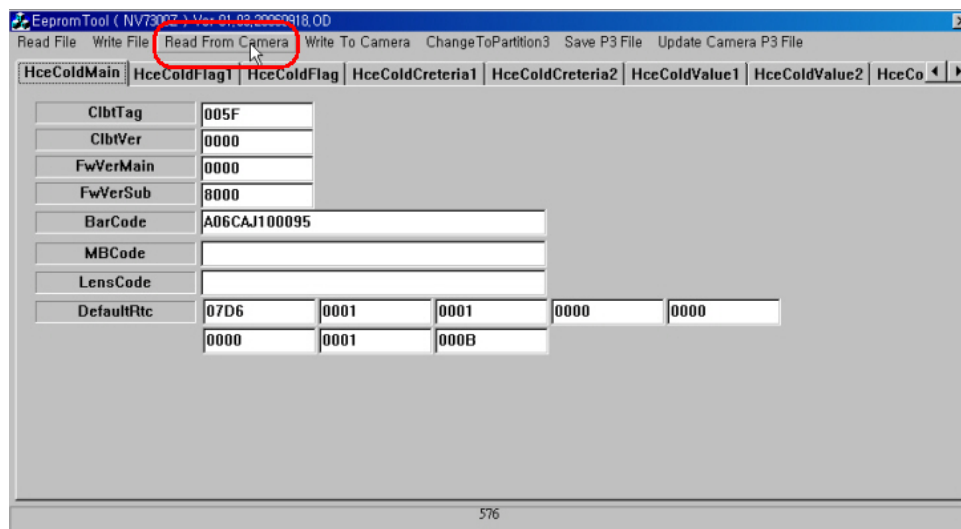 EepromTool ( NV7300Z ) Ver 01,03,20060918,OD
Read File Write File Read From Camera Write To Camera ChangeToPartition3 Save P3 File Update Camera P3 File
HceColdMain HceColdFlag1 HceColdFlag HceColdCreteria1 HceColdCreteria2 HceColdValue1 HceColdValue2 HceCo
ClbtTag 005F
ClbtVer 0000
FwVerMain 0000
FwVerSub 8000
BarCode A06CAJ100095
MBCode
LensCode
DefaultRtc 07D6 0001 0001 0000 0000
0000 0001 000B
576